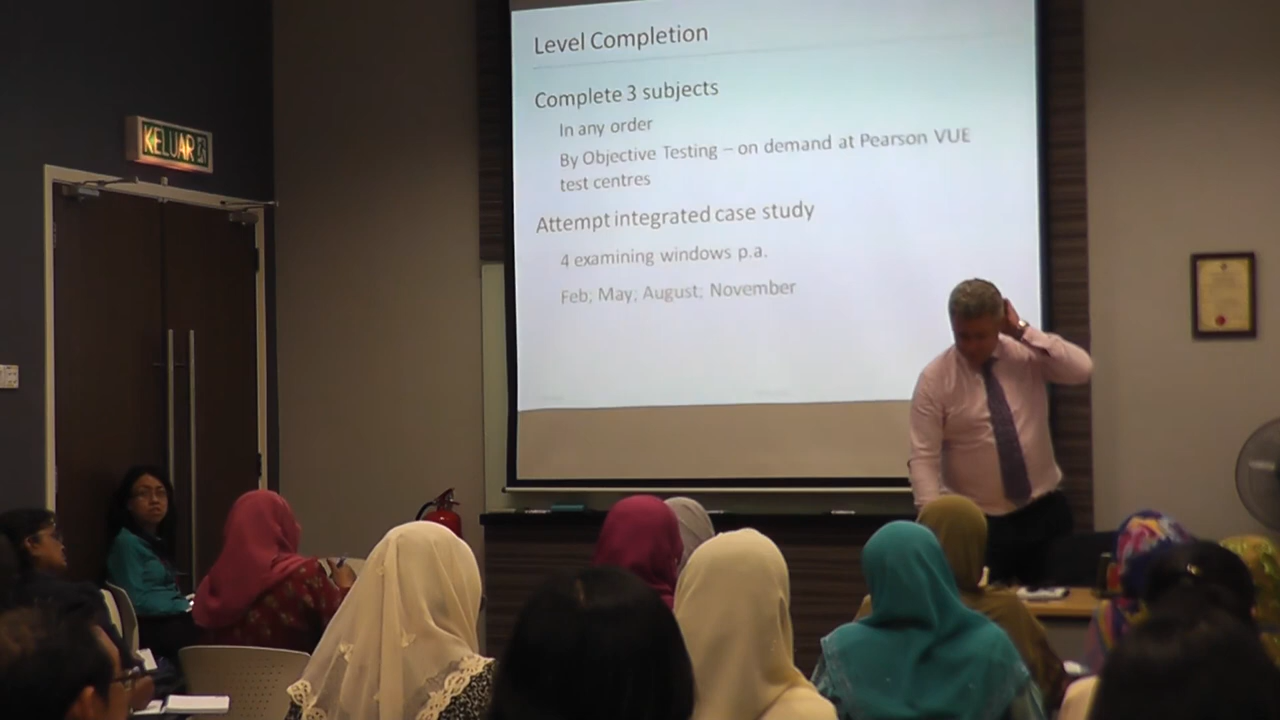 Level Completion
Complete 3 subjects
In any order
By Objective Testing – on demand at Pearson VUE
test centres
Attempt integrated case study
4 examining windows p.a.
Feb; May; August; November
KELUAR